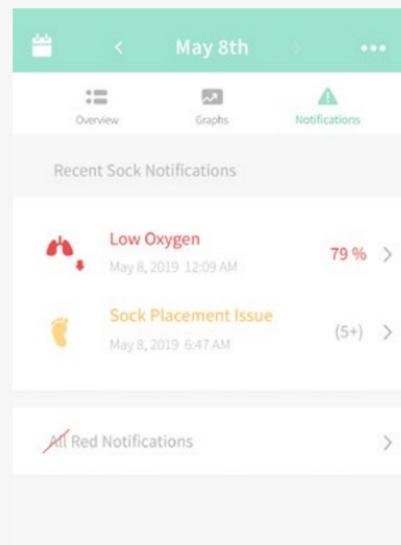 May 8th
Overview Graphs Notifications
Recent Sock Notifications
Low Oxygen
79 %
May 8, 2019 12:09 AM
Sock Placement Issue
(5+)
May 8, 2019 6:47 AM
All Red Notifications